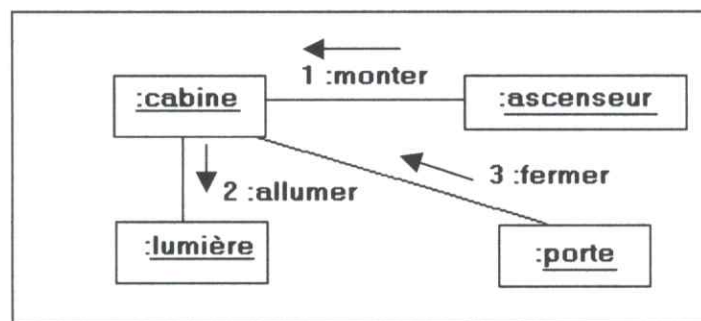 1 :monter
:cabine
:ascenseur
2 :allumer
3 :fermer
:lumière
:porte